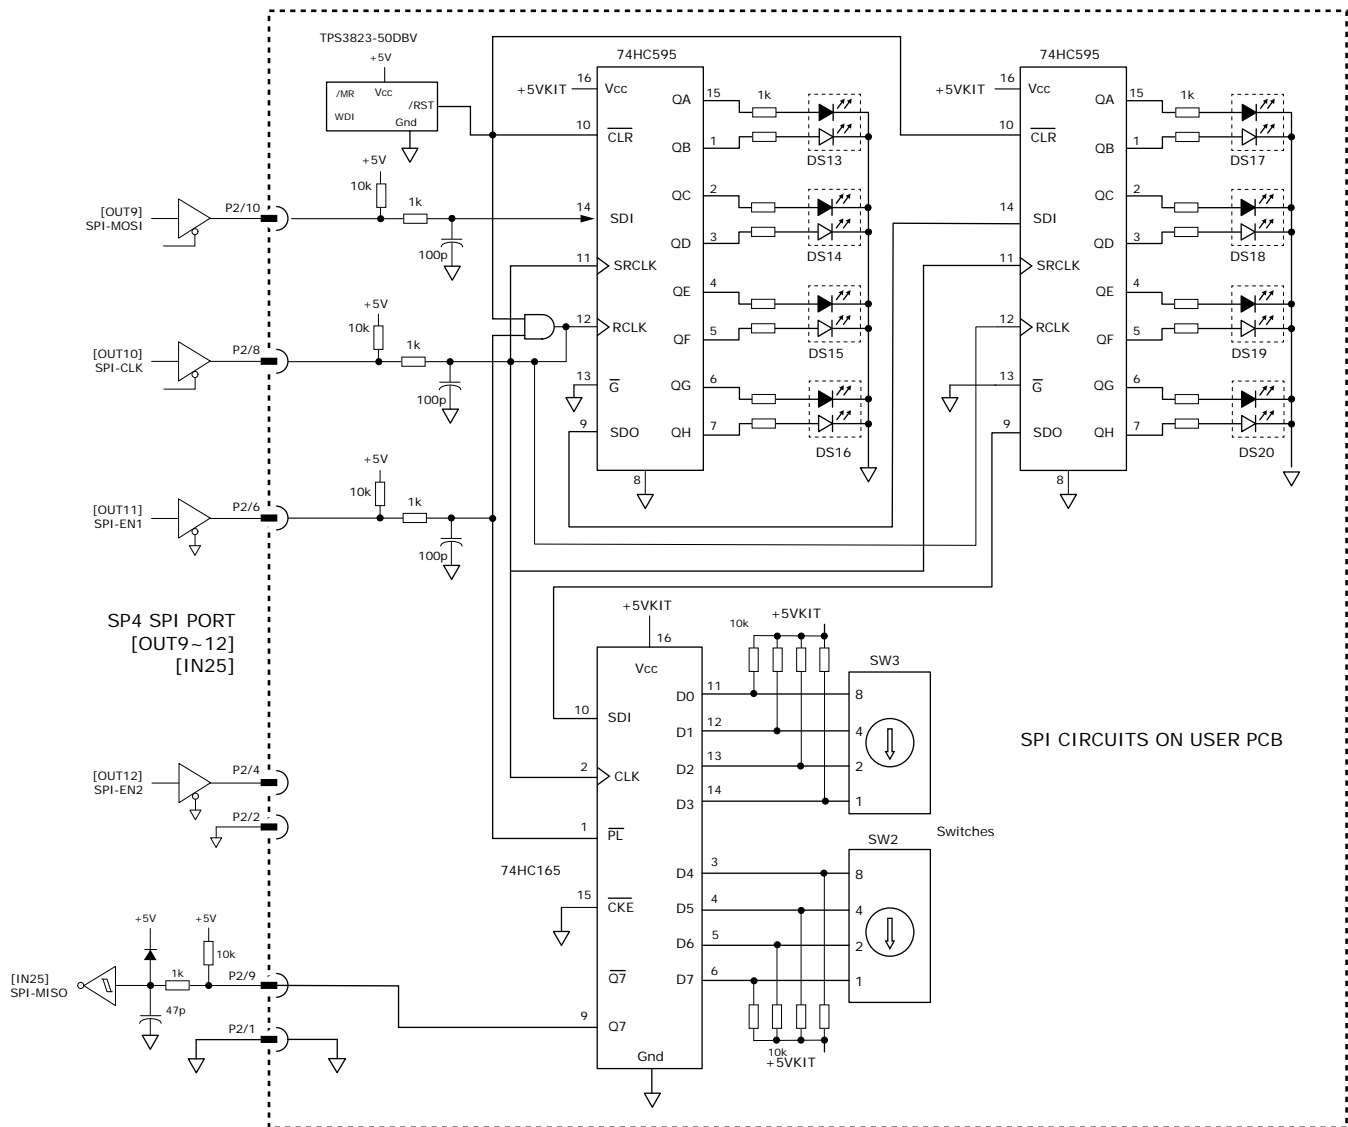 TPS3823-50DBV
+5V
/MR
Vcc
/RST
WDI
Gnd
74HC595
+5VKIT
16
Vcc
10
CLR
14
SDI
11
SRCLK
12
RCLK
13
G
9
SDO
8
QA
15
1k
QB
1
DS13
QC
2
QD
3
DS14
QE
4
QF
5
DS15
QG
6
QH
7
DS16
74HC595
+5VKIT
16
Vcc
10
CLR
14
SDI
11
SRCLK
12
RCLK
13
G
9
SDO
8
QA
15
1k
QB
1
DS17
QC
2
QD
3
DS18
QE
4
QF
5
DS19
QG
6
QH
7
DS20
[OUT9]
SPI-MOSI
P2/10
+5V
10k
1k
100p
[OUT10]
SPI-CLK
P2/8
+5V
10k
1k
100p
[OUT11]
SPI-EN1
P2/6
+5V
10k
1k
100p
SP4 SPI PORT
[OUT9~12]
[IN25]
[OUT12]
SPI-EN2
P2/4
P2/2
+5V
+5V
10k
[IN25]
SPI-MISO
1k
P2/9
47p
P2/1
+5VKIT
16
Vcc
10
SDI
2
CLK
1
PL
74HC165
15
CKE
Q7
9
Q7
Gnd
D0
11
D1
12
D2
13
D3
14
D4
3
D5
4
D6
5
D7
6
10k
+5VKIT
SW3
8
4
2
1
Switches
SW2
8
4
2
1
10k
+5VKIT
SPI CIRCUITS ON USER PCB